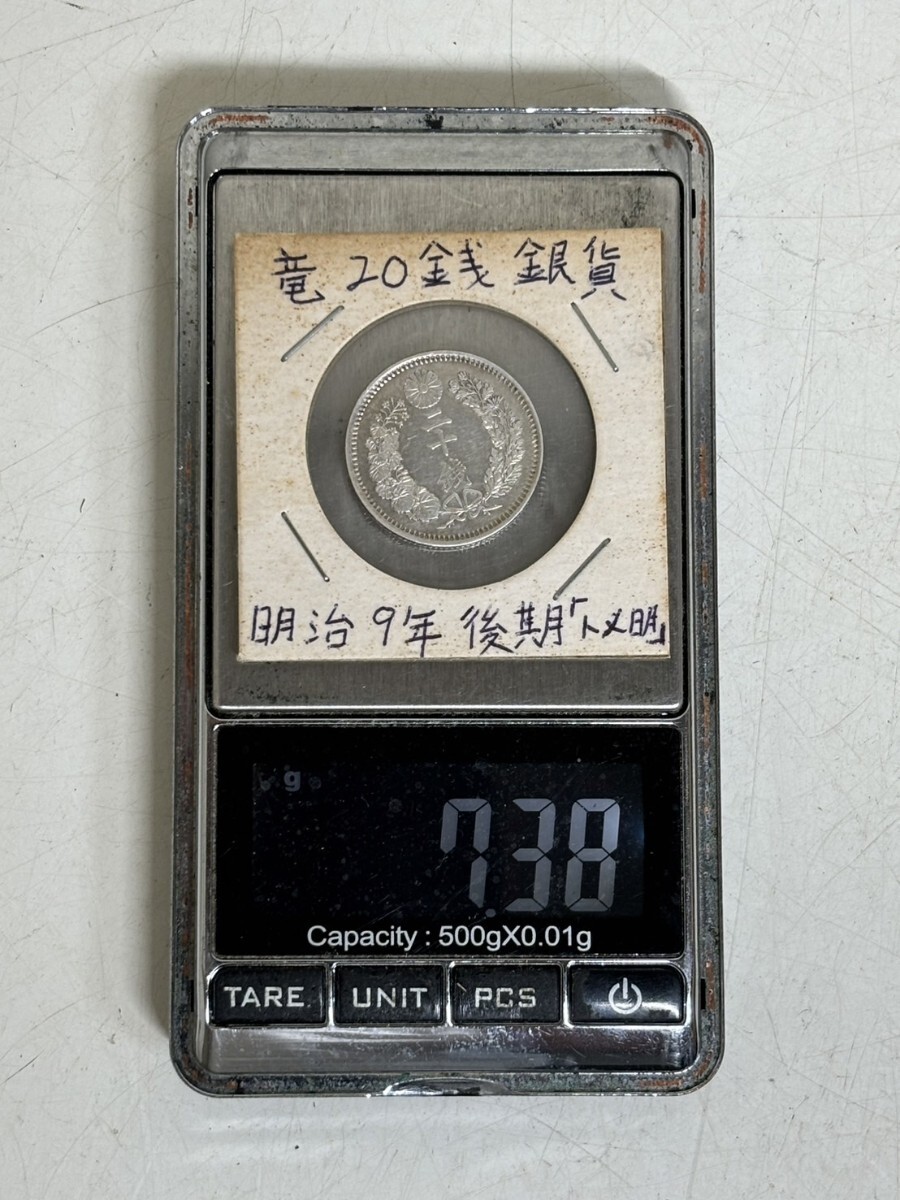 竜 20銭 銀貨
二十銭
明治 9年 後期「トメ明」
g
7.38
Capacity : 500gX0.01g
TARE UNIT PCS